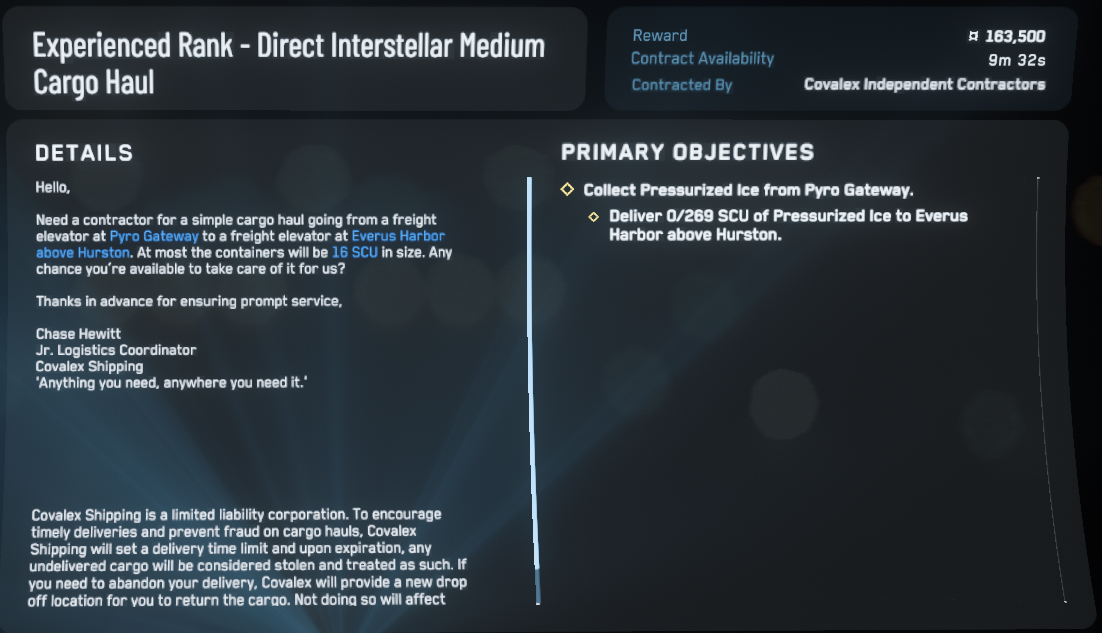 Experienced Rank - Direct Interstellar Medium
Cargo Haul
Reward ¤ 163,500
Contract Availability 9m 32s
Contracted By Covalex Independent Contractors
DETAILS
Hello,
Need a contractor for a simple cargo haul going from a freight
elevator at Pyro Gateway to a freight elevator at Everus Harbor
above Hurston. At most the containers will be 16 SCU in size. Any
chance you're available to take care of it for us?
Thanks in advance for ensuring prompt service,
Chase Hewitt
Jr. Logistics Coordinator
Covalex Shipping
'Anything you need, anywhere you need it.'
Covalex Shipping is a limited liability corporation. To encourage
timely deliveries and prevent fraud on cargo hauls, Covalex
Shipping will set a delivery time limit and upon expiration, any
undelivered cargo will be considered stolen and treated as such. If
you need to abandon your delivery, Covalex will provide a new drop
off location for you to return the cargo. Not doing so will affect
PRIMARY OBJECTIVES
Collect Pressurized Ice from Pyro Gateway.
Deliver 0/269 SCU of Pressurized Ice to Everus
Harbor above Hurston.